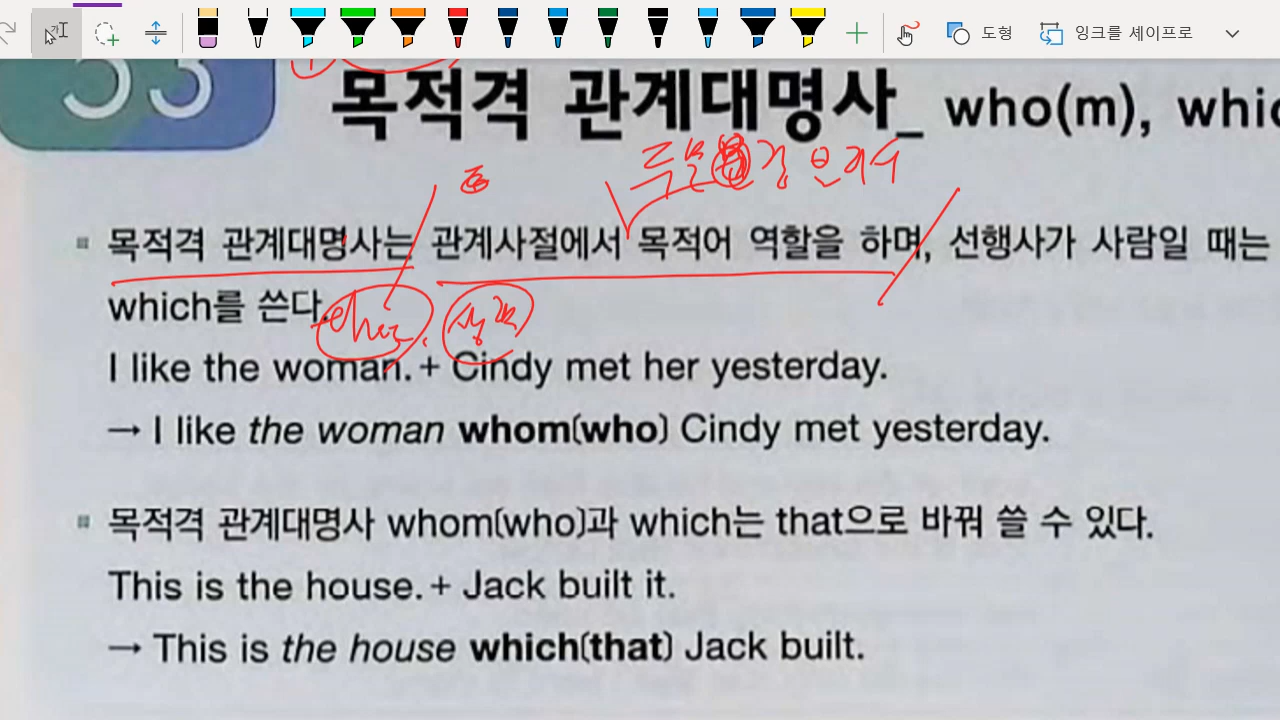 도형 잉크를 셰이프로
53
목적격 관계대명사_ who(m), whic
목적격 관계대명사는 관계사절에서 목적어 역할을 하며, 선행사가 사람일 때는
which를 쓴다.
생략
I like the woman. + Cindy met her yesterday.
→ I like the woman whom(who) Cindy met yesterday.
목적격 관계대명사 whom(who)과 which는 that으로 바꿔 쓸 수 있다.
This is the house. + Jack built it.
→ This is the house which(that) Jack built.